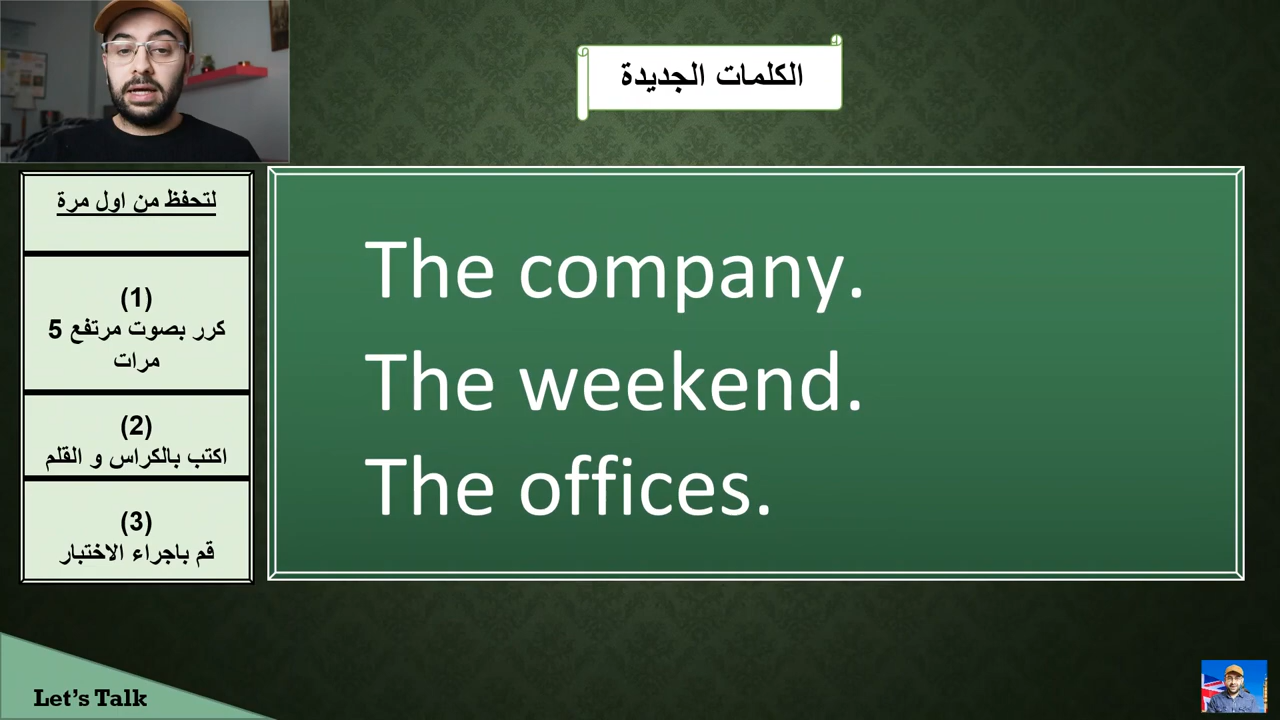 الكلمات الجديدة
لتحفظ من اول مرة
(1)
كرر بصوت مرتفع 5
مرات
(2)
اكتب بالكراس و القلم
(3)
قم باجراء الاختبار
The company.
The weekend.
The offices.
Let's Talk